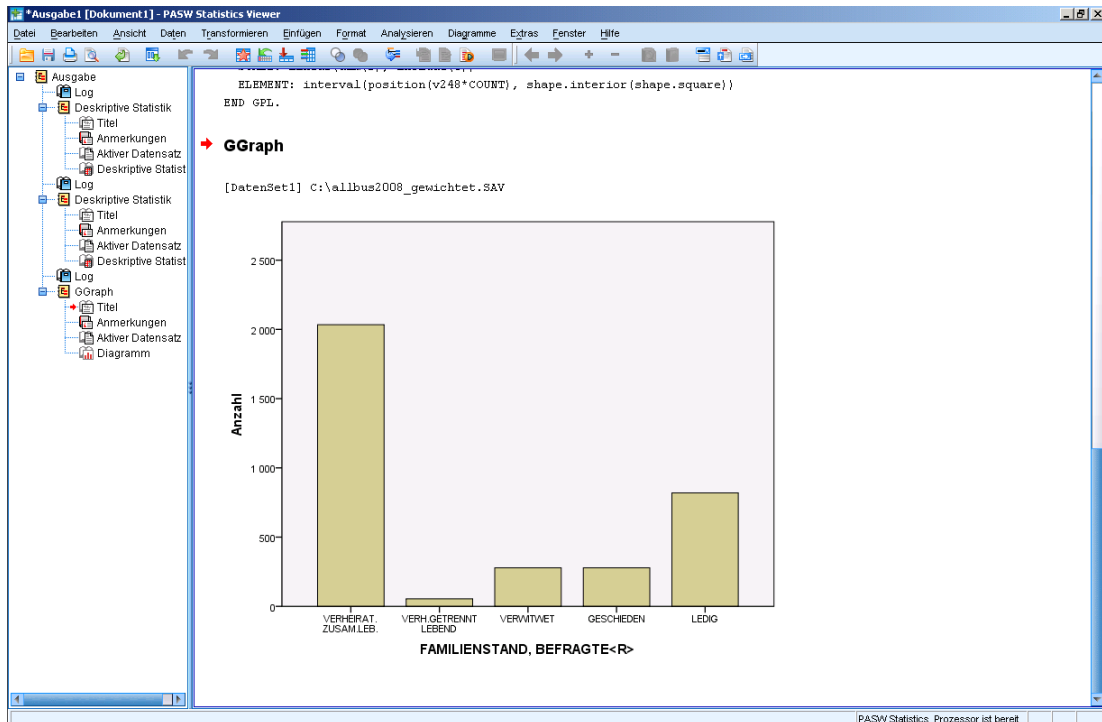 *Ausgabe1 [Dokument1] - PASW Statistics Viewer
Datei Bearbeiten Ansicht Daten Transformieren Einfügen Format Analysieren Diagramme Extras Fenster Hilfe
Ausgabe
Log
Deskriptive Statistik
Titel
Anmerkungen
Aktiver Datensatz
Deskriptive Statist
Log
Deskriptive Statistik
Titel
Anmerkungen
Aktiver Datensatz
Deskriptive Statist
Log
GGraph
Titel
Anmerkungen
Aktiver Datensatz
Diagramm
ELEMENT: interval(position(v248*COUNT), shape.interior(shape.square))
END GPL.
GGraph
[DatenSet1] C:\allbus2008_gewichtet.SAV
2 500
2 000
1 500
1 000
500
0
Anzahl
VERHEIRAT. ZUSAM.LEB.
VERH.GETRENNT LEBEND
VERWITWET
GESCHIEDEN
LEDIG
FAMILIENSTAND, BEFRAGTE<R>
PASW Statistics Prozessor ist bereit